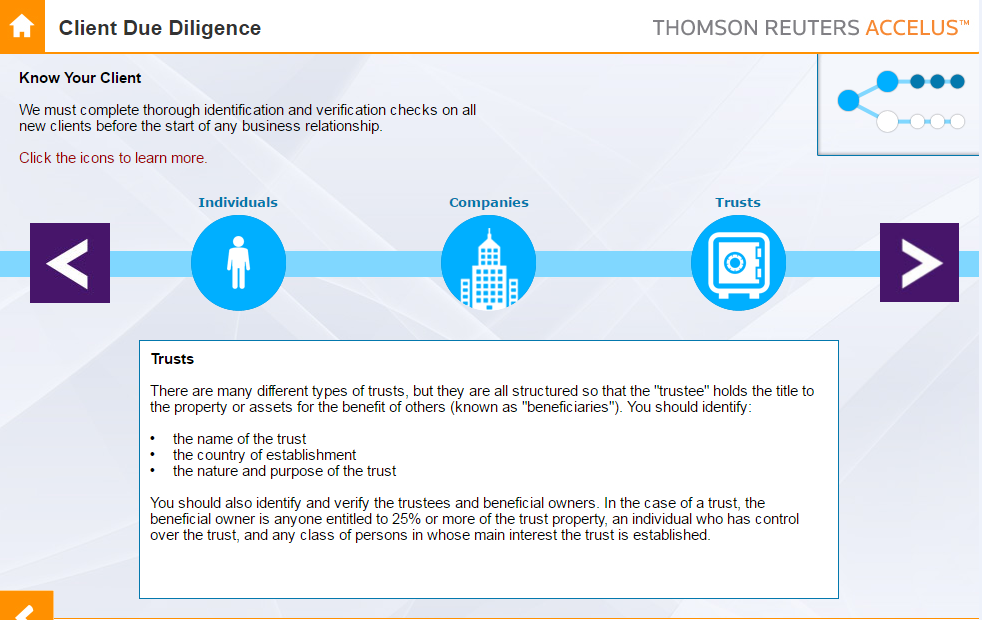 Client Due Diligence
THOMSON REUTERS ACCELUS™
Know Your Client
We must complete thorough identification and verification checks on all
new clients before the start of any business relationship.
Click the icons to learn more.
Individuals
Companies
Trusts
Trusts
There are many different types of trusts, but they are all structured so that the "trustee" holds the title to
the property or assets for the benefit of others (known as "beneficiaries"). You should identify:
• the name of the trust
• the country of establishment
• the nature and purpose of the trust
You should also identify and verify the trustees and beneficial owners. In the case of a trust, the
beneficial owner is anyone entitled to 25% or more of the trust property, an individual who has control
over the trust, and any class of persons in whose main interest the trust is established.